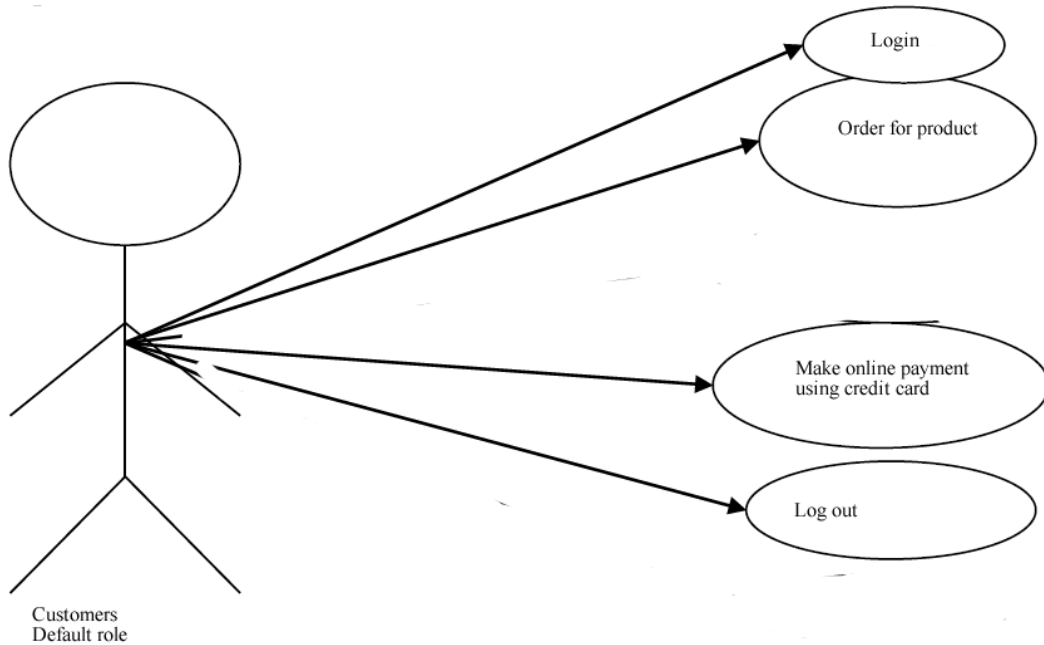 Login
Order for product
Make online payment
using credit card
Log out
Customers
Default role